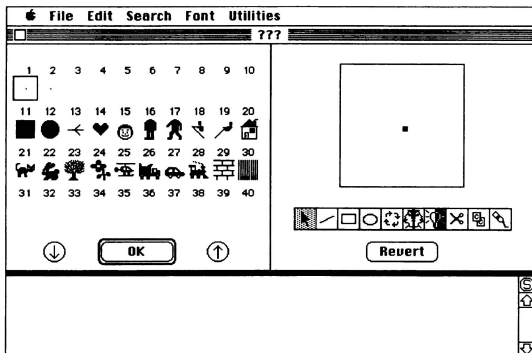 File Edit Search Font Utilities
???
1 2 3 4 5 6 7 8 9 10
11 12 13 14 15 16 17 18 19 20
21 22 23 24 25 26 27 28 29 30
31 32 33 34 35 36 37 38 39 40
OK
Revert
S